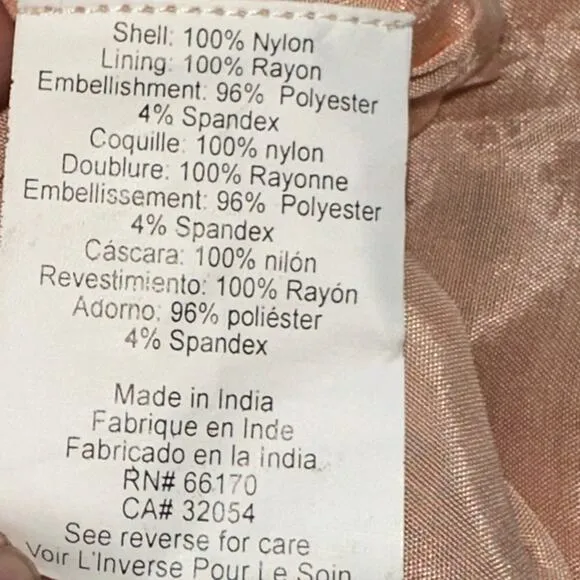 Shell: 100% Nylon
Lining: 100% Rayon
Embellishment: 96% Polyester
4% Spandex
Coquille: 100% nylon
Doublure: 100% Rayonne
Embellissement: 96% Polyester
4% Spandex
Cáscara: 100% nilón
Revestimiento: 100% Rayón
Adorno: 96% poliéster
4% Spandex
Made in India
Fabrique en Inde
Fabricado en la india
RN# 66170
CA# 32054
See reverse for care
Voir L'Inverse Pour Le Soin